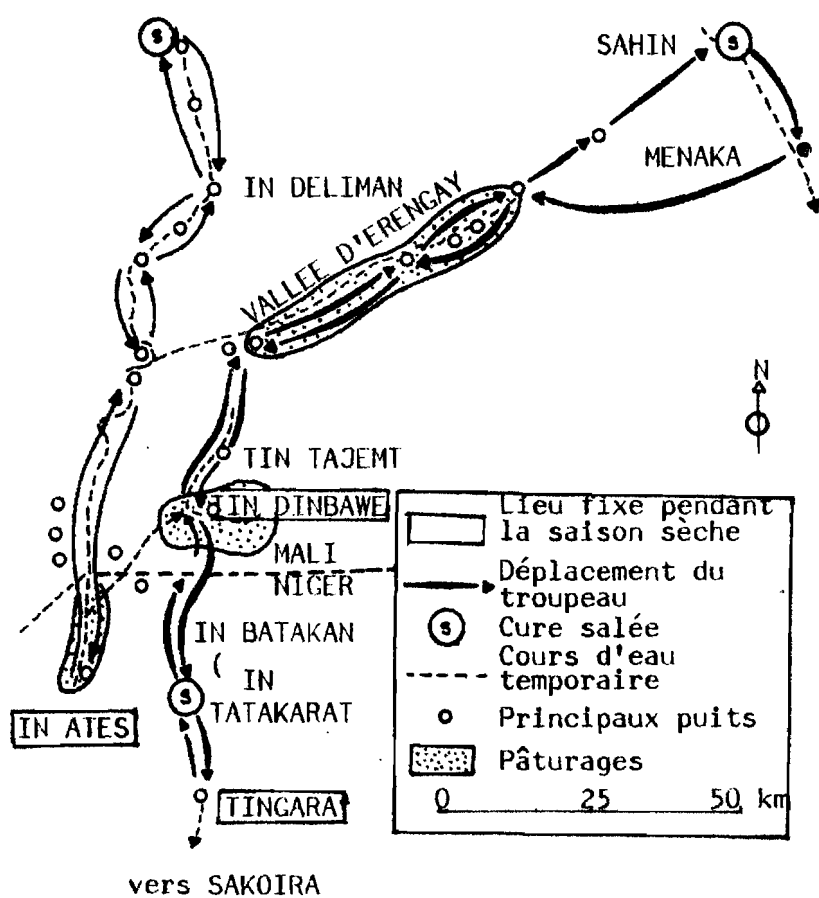 S
SAHIN
S
MENAKA
IN DELIMAN
VALLEE D'ERENGAY
N
TIN TAJEMT
IN DINBAWE
MALI
NIGER
IN BATAKAN
( IN
TATAKARAT
S
IN ATES
TINGARA
vers SAKOIRA
Lieu fixe pendant
la saison sèche
Déplacement du
troupeau
S Cure salée
Cours d'eau
temporaire
Principaux puits
Pâturages
0 25 50 km